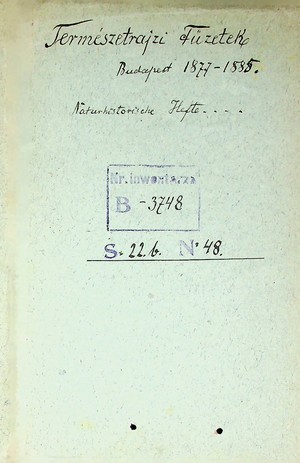 Természetrajzi Füzetek
Budapest 1877-1885.
Naturhistorische Hefte....
Nr. inwentarza
B -3748
S. 22.b. N° 48.